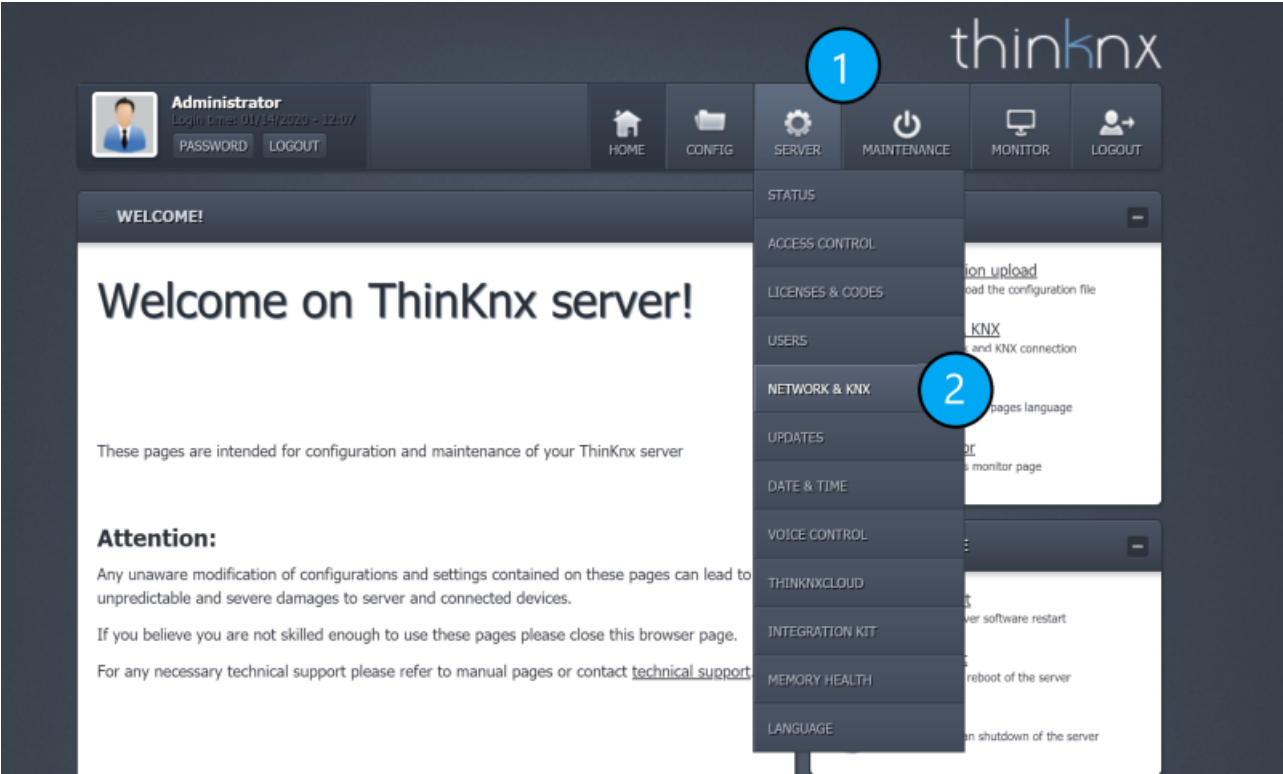 thinknx
1
Administrator
Login time: 01/14/2020 - 12:07
PASSWORD LOGOUT
HOME
CONFIG
SERVER
MAINTENANCE
MONITOR
LOGOUT
WELCOME!
Welcome on ThinKnx server!
These pages are intended for configuration and maintenance of your ThinKnx server
Attention:
Any unaware modification of configurations and settings contained on these pages can lead to
unpredictable and severe damages to server and connected devices.
If you believe you are not skilled enough to use these pages please close this browser page.
For any necessary technical support please refer to manual pages or contact technical support.
STATUS
ACCESS CONTROL
LICENSES & CODES
USERS
NETWORK & KNX
2
UPDATES
DATE & TIME
VOICE CONTROL
THINKNXCLOUD
INTEGRATION KIT
MEMORY HEALTH
LANGUAGE
upload
the configuration file
KNX
and KNX connection
pages language
monitor page
software restart
reboot of the server
shutdown of the server